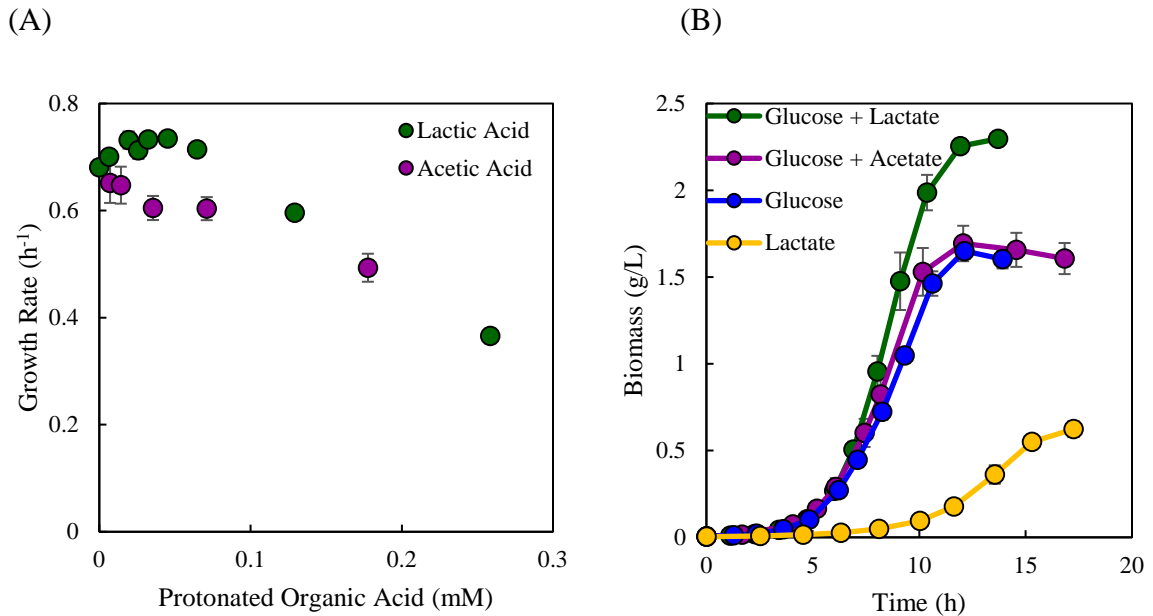 (A)
Growth Rate (h-1)
0.8
0.6
0.4
0.2
0
0
0.1
0.2
0.3
Lactic Acid
Acetic Acid
Protonated Organic Acid (mM)
(B)
Biomass (g/L)
2.5
2
1.5
1
0.5
0
0
5
10
15
20
Glucose + Lactate
Glucose + Acetate
Glucose
Lactate
Time (h)